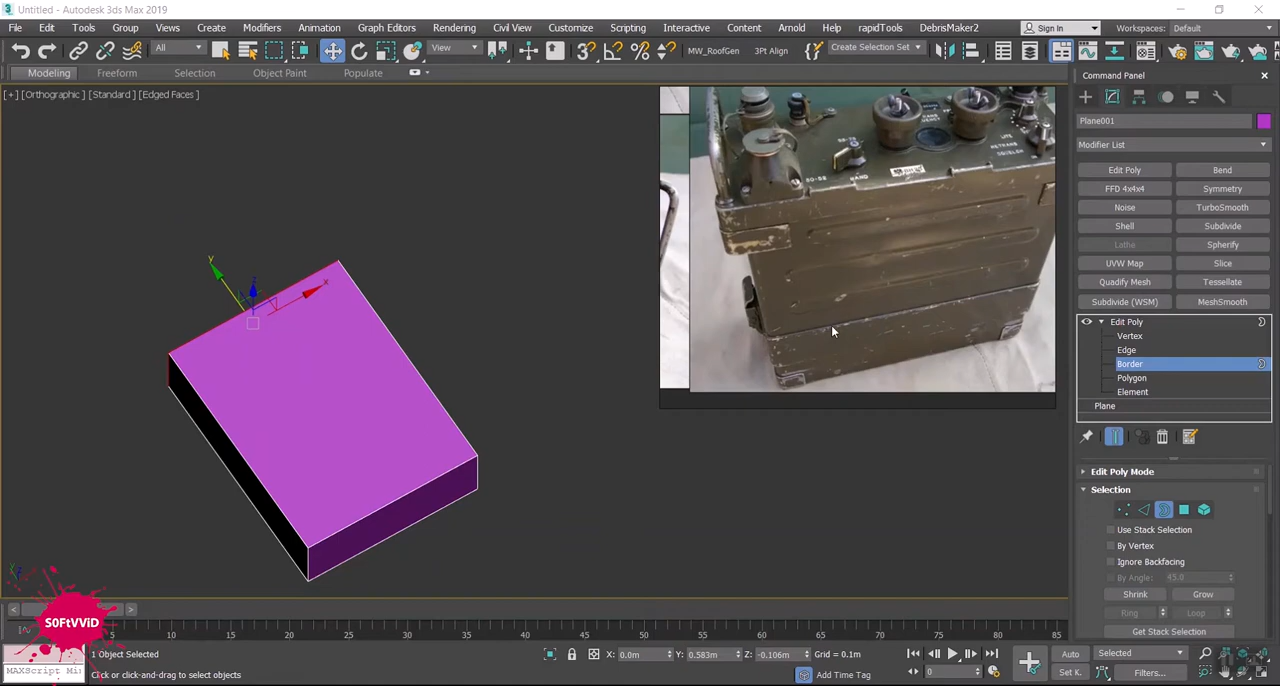 Untitled - Autodesk 3ds Max 2019
File Edit Tools Group Views Create Modifiers Animation Graph Editors Rendering Civil View Customize Scripting Interactive Content Arnold Help rapidTools DebrisMaker2 Sign In Workspaces: Default
All View MW_RoofGen 3Pt Align Create Selection Set
Modeling Freeform Selection Object Paint Populate
[+] [Orthographic] [Standard] [Edged Faces]
Command Panel
Plane001
Modifier List
Edit Poly Bend
FFD 4x4x4 Symmetry
Noise TurboSmooth
Shell Subdivide
Lathe Spherify
UVW Map Slice
Quadify Mesh Tessellate
Subdivide (WSM) MeshSmooth
Edit Poly
Vertex
Edge
Border
Polygon
Element
Plane
Edit Poly Mode
Selection
Use Stack Selection
By Vertex
Ignore Backfacing
By Angle: 45.0
Shrink Grow
Ring Loop
Get Stack Selection
y z x
BAND
RETRANS
SOFtVViD
5 10 15 20 25 30 35 40 45 50 55 60 65 70 75 80 85
1 Object Selected X: 0.0m Y: 0.583m Z: -0.106m Grid = 0.1m Auto Selected
MAXScript Mi Click or click-and-drag to select objects Add Time Tag 0 Set K. Filters...